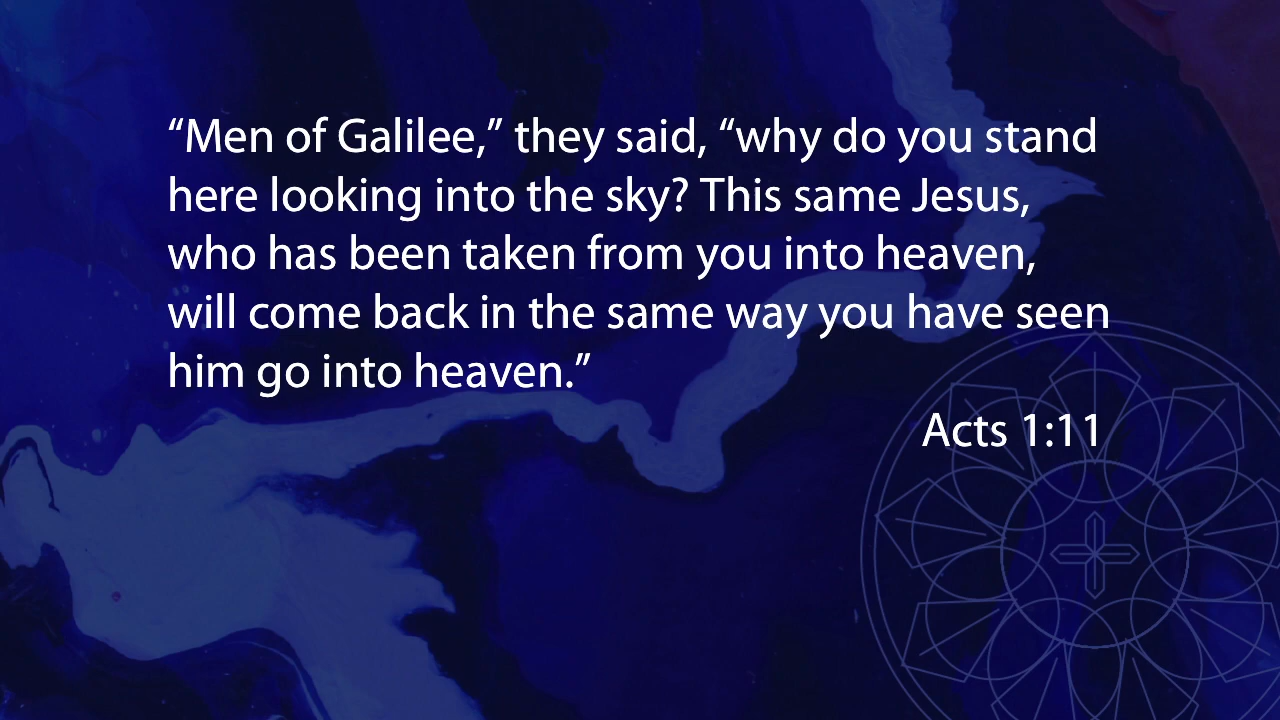 “Men of Galilee,” they said, “why do you stand
here looking into the sky? This same Jesus,
who has been taken from you into heaven,
will come back in the same way you have seen
him go into heaven.”
Acts 1:11